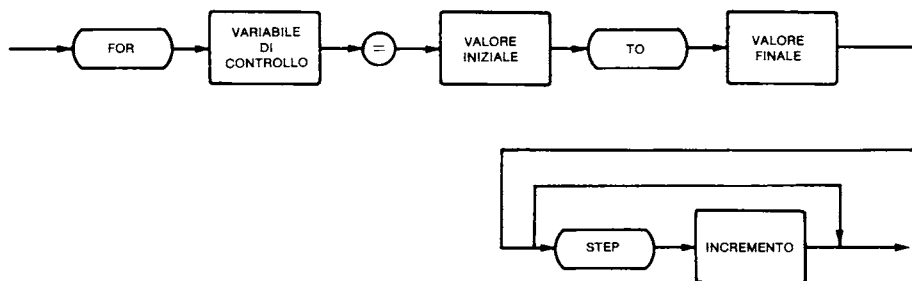 FOR
VARIABILE
DI
CONTROLLO
=
VALORE
INIZIALE
TO
VALORE
FINALE
STEP
INCREMENTO